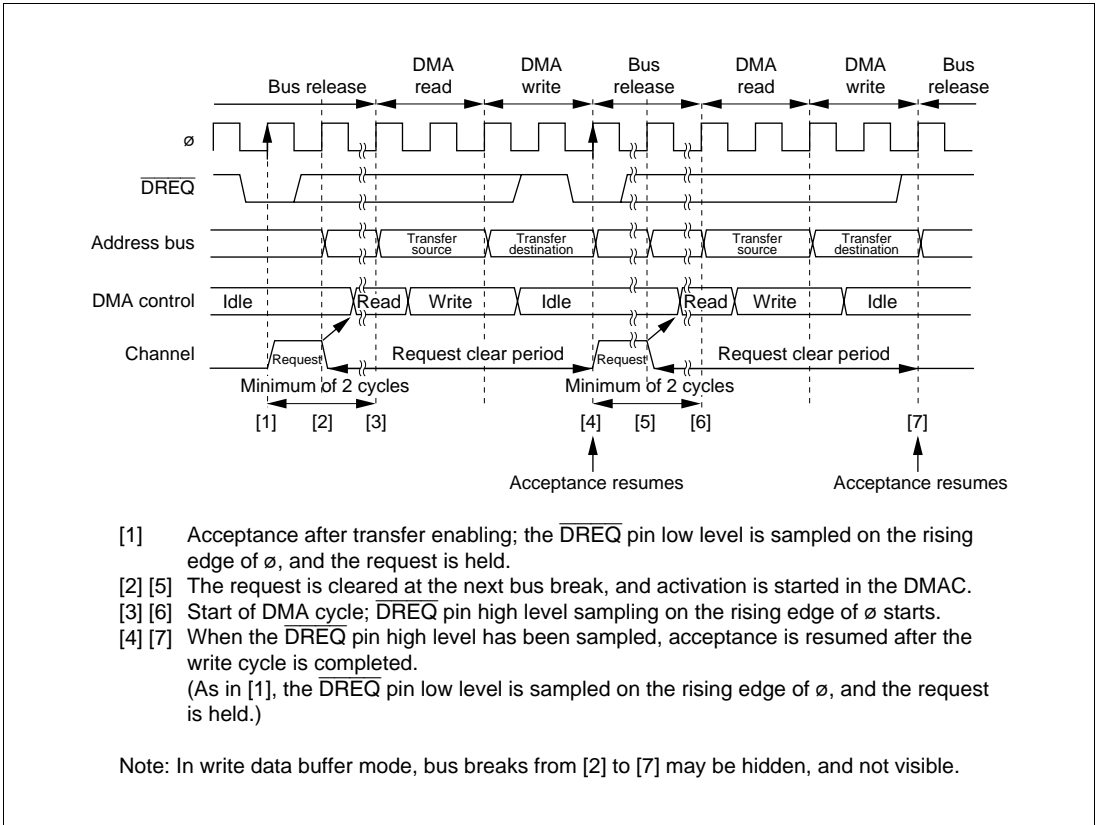 DMA DMA Bus DMA DMA Bus
Bus release read write release read write release
ø
DREQ
Address bus Transfer source Transfer destination Transfer source Transfer destination
DMA control Idle Read Write Idle Read Write Idle
Channel Request Request clear period Request Request clear period
Minimum of 2 cycles Minimum of 2 cycles
[1] [2] [3] [4] [5] [6] [7]
Acceptance resumes Acceptance resumes
[1] Acceptance after transfer enabling; the DREQ pin low level is sampled on the rising
edge of ø, and the request is held.
[2] [5] The request is cleared at the next bus break, and activation is started in the DMAC.
[3] [6] Start of DMA cycle; DREQ pin high level sampling on the rising edge of ø starts.
[4] [7] When the DREQ pin high level has been sampled, acceptance is resumed after the
write cycle is completed.
(As in [1], the DREQ pin low level is sampled on the rising edge of ø, and the request
is held.)
Note: In write data buffer mode, bus breaks from [2] to [7] may be hidden, and not visible.